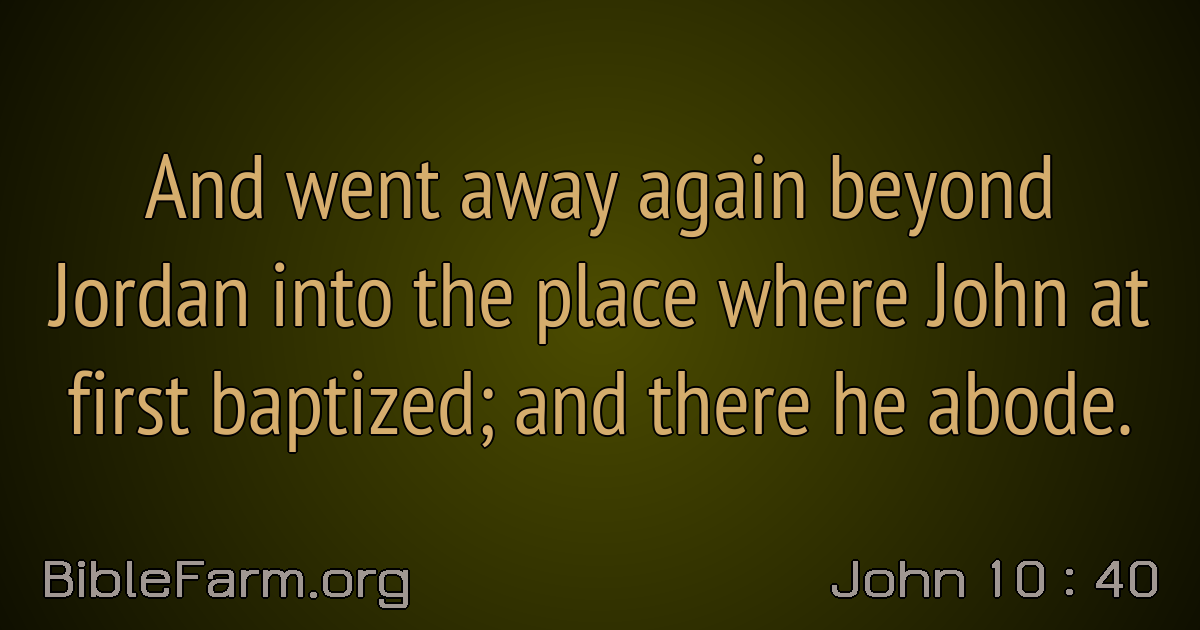 And went away again beyond
Jordan into the place where John at
first baptized; and there he abode.
BibleFarm.org
John 10 : 40